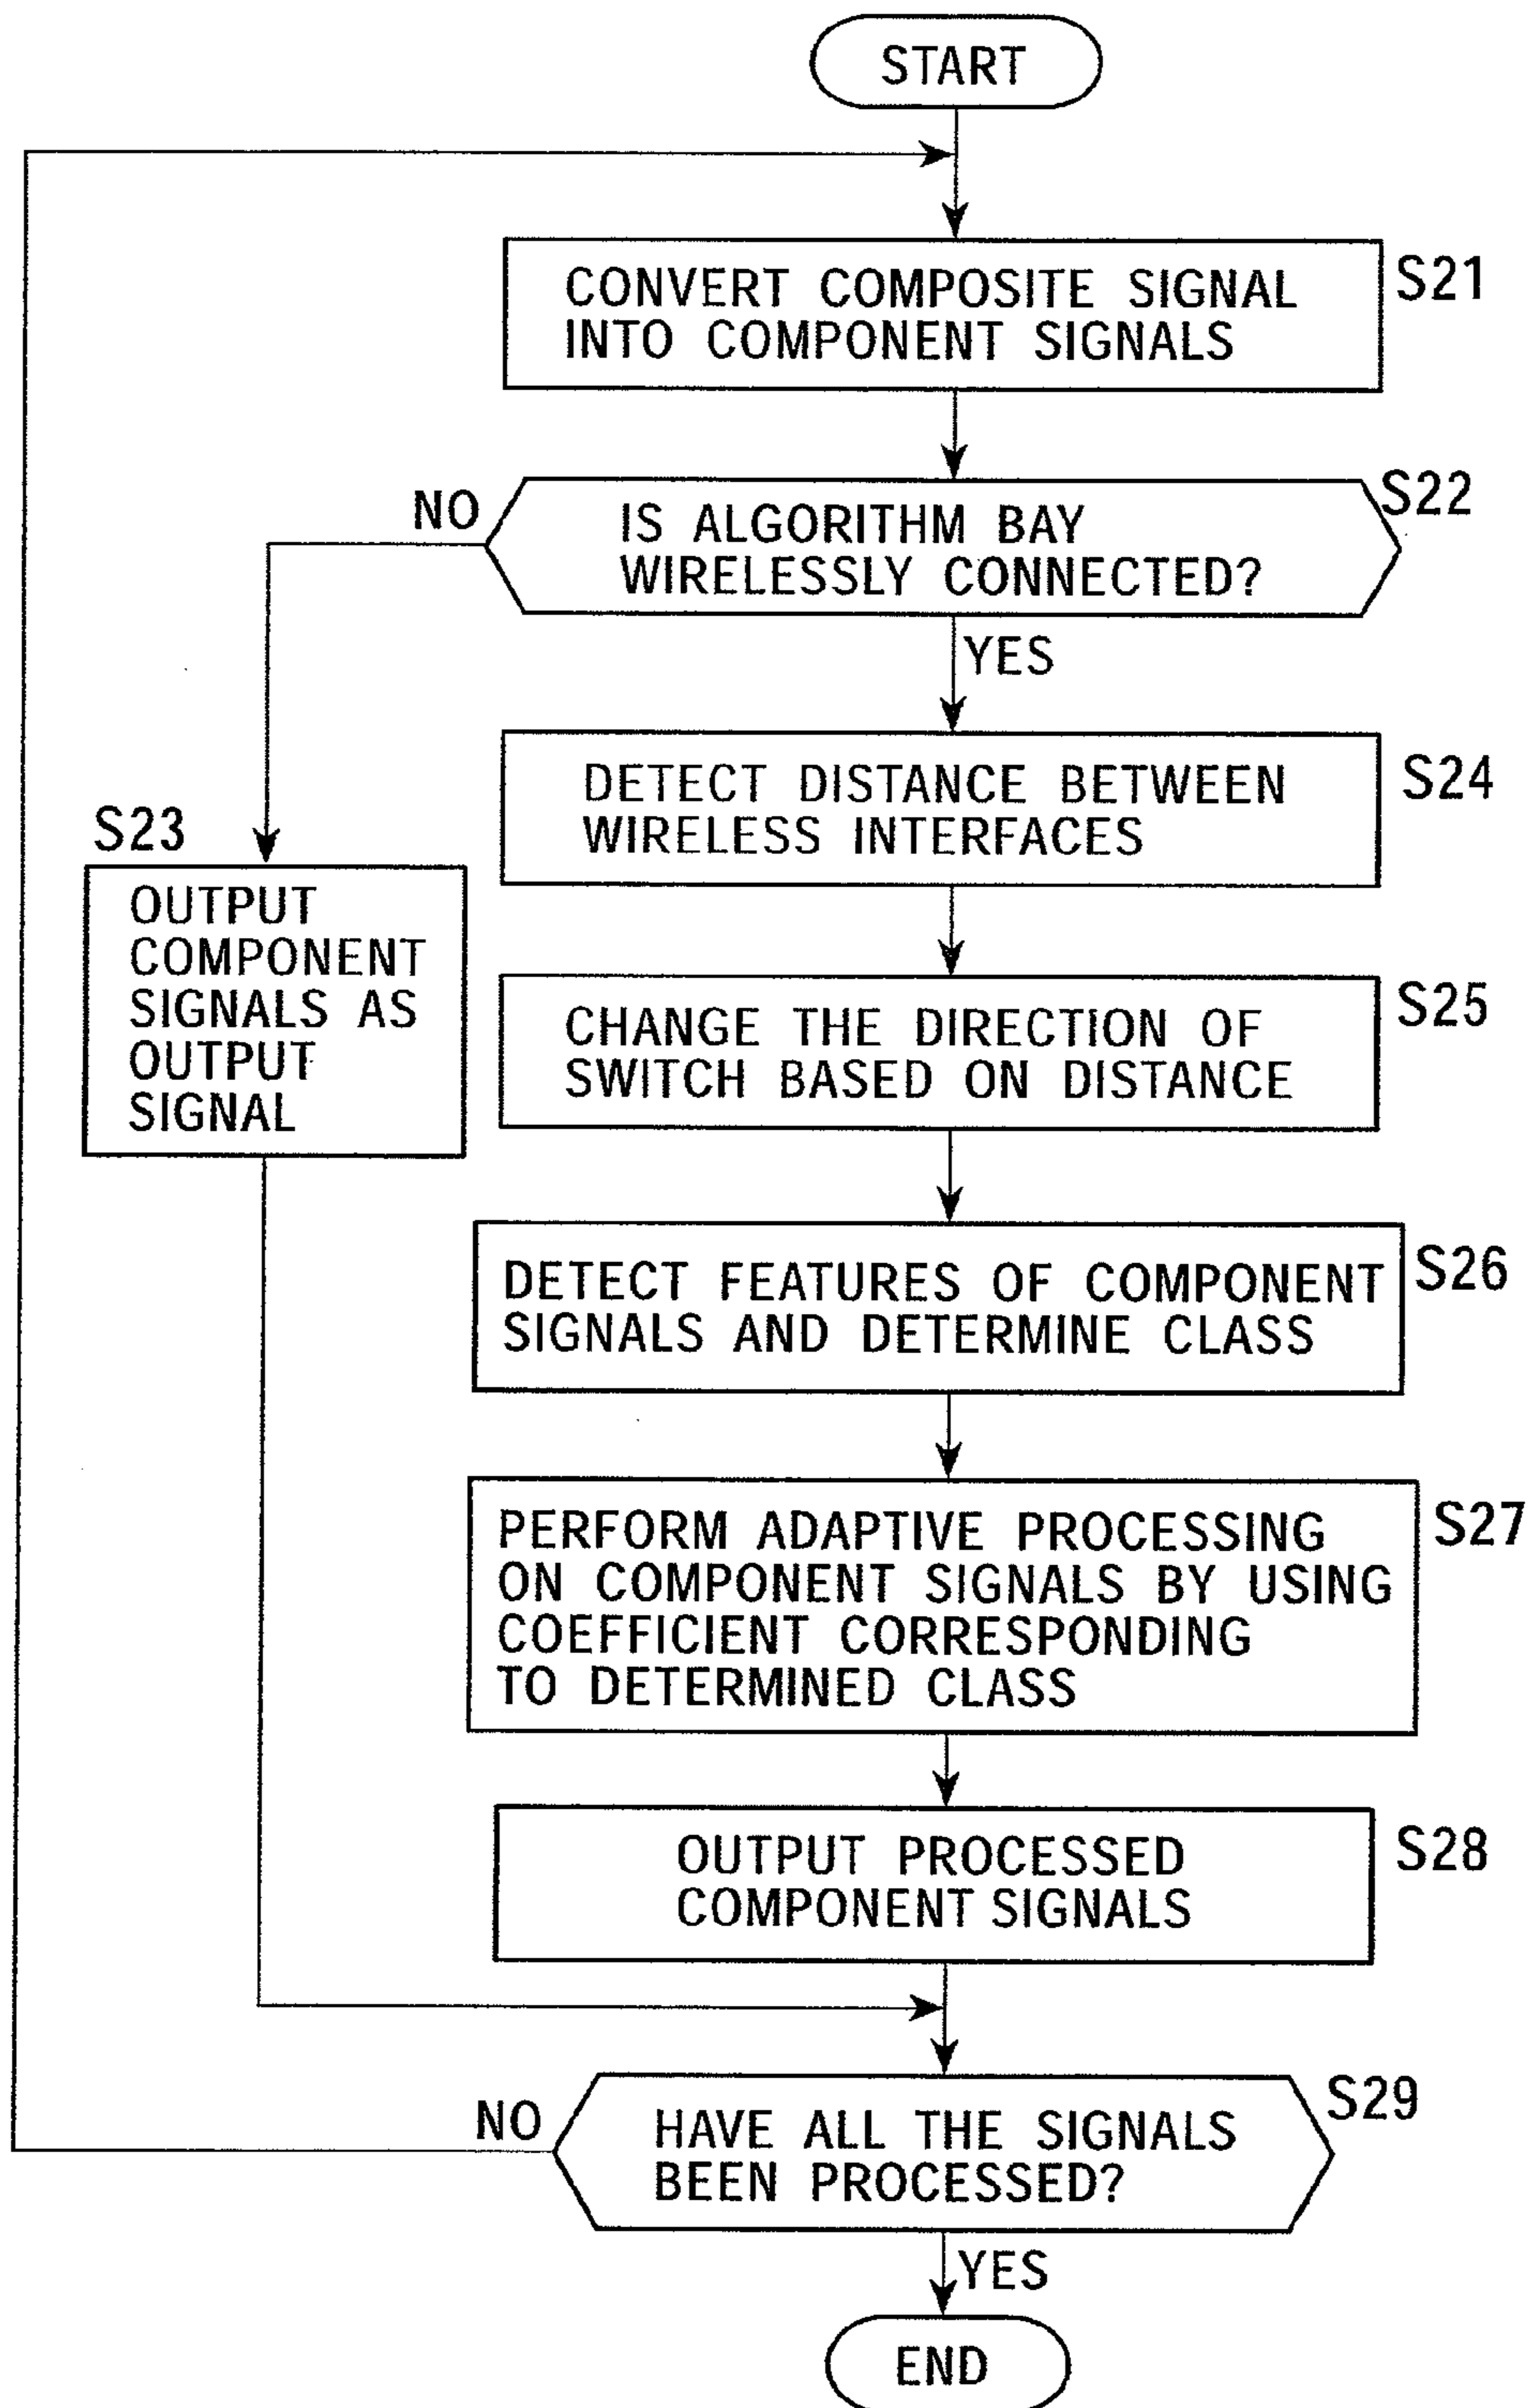 START
CONVERT COMPOSITE SIGNAL
INTO COMPONENT SIGNALS
S21
NO
IS ALGORITHM BAY
WIRELESSLY CONNECTED?
S22
YES
S23
OUTPUT
COMPONENT
SIGNALS AS
OUTPUT
SIGNAL
DETECT DISTANCE BETWEEN
WIRELESS INTERFACES
S24
CHANGE THE DIRECTION OF
SWITCH BASED ON DISTANCE
S25
DETECT FEATURES OF COMPONENT
SIGNALS AND DETERMINE CLASS
S26
PERFORM ADAPTIVE PROCESSING
ON COMPONENT SIGNALS BY USING
COEFFICIENT CORRESPONDING
TO DETERMINED CLASS
S27
OUTPUT PROCESSED
COMPONENT SIGNALS
S28
NO
HAVE ALL THE SIGNALS
BEEN PROCESSED?
S29
YES
END